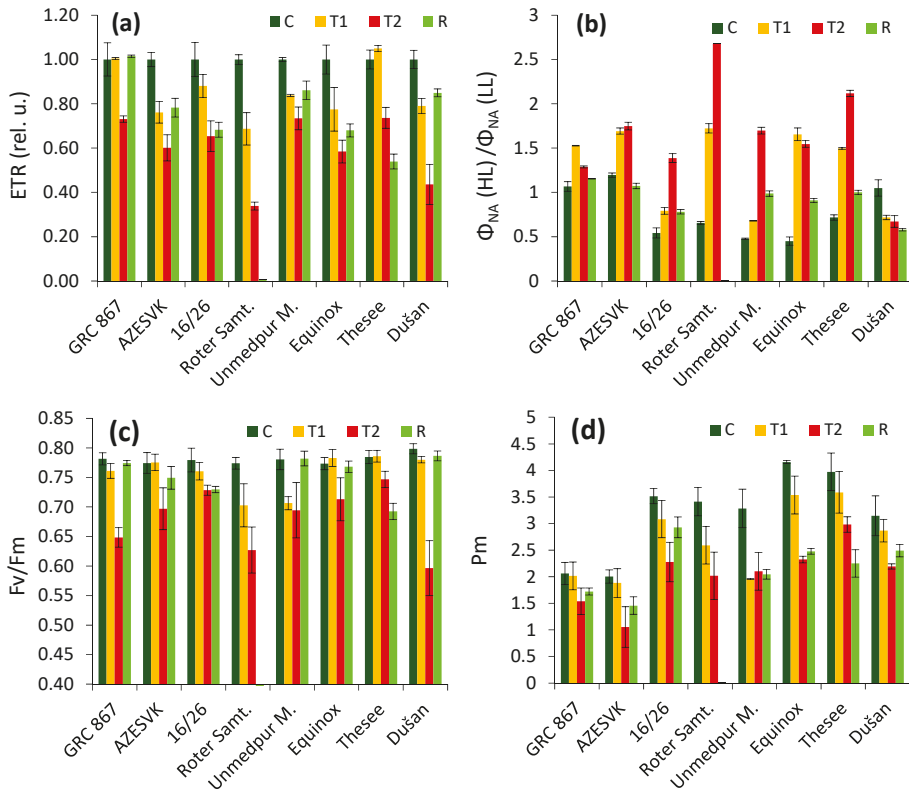 (a)
C T1 T2 R
ETR (rel. u.)
1.00
0.80
0.60
0.40
0.20
0.00
GRC 867
AZESVK
16/26
Roter Samt.
Unmedpur M.
Equinox
Thesee
Dušan
(b)
C T1 T2 R
ΦNA (HL) /ΦNA (LL)
3
2.5
2
1.5
1
0.5
0
GRC 867
AZESVK
16/26
Roter Samt.
Unmedpur M.
Equinox
Thesee
Dušan
(c)
C T1 T2 R
Fv/Fm
0.85
0.80
0.75
0.70
0.65
0.60
0.55
0.50
0.45
0.40
GRC 867
AZESVK
16/26
Roter Samt.
Unmedpur M.
Equinox
Thesee
Dušan
(d)
C T1 T2 R
Pm
5
4.5
4
3.5
3
2.5
2
1.5
1
0.5
0
GRC 867
AZESVK
16/26
Roter Samt.
Unmedpur M.
Equinox
Thesee
Dušan